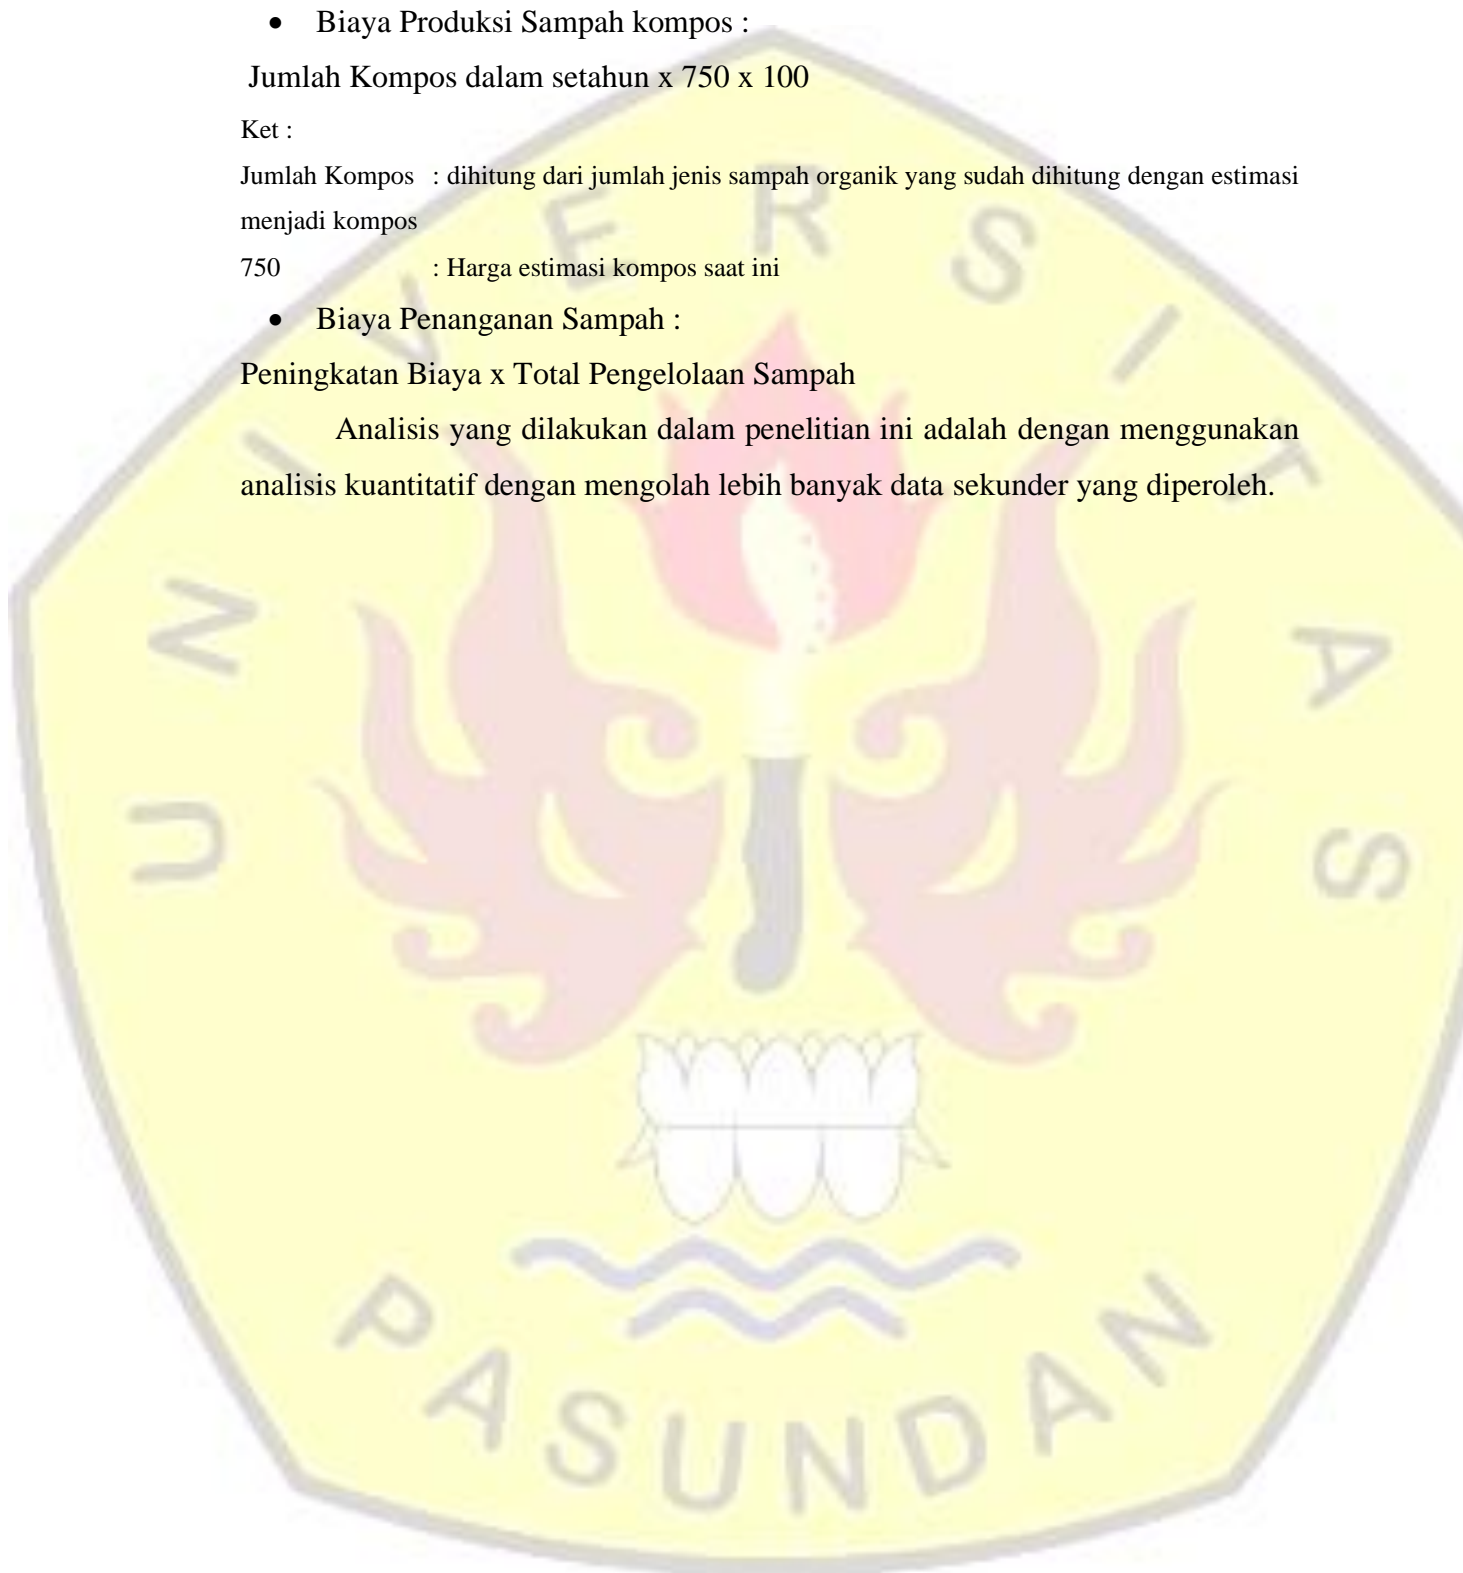 • Biaya Produksi Sampah kompos :
Jumlah Kompos dalam setahun x 750 x 100
Ket :
Jumlah Kompos : dihitung dari jumlah jenis sampah organik yang sudah dihitung dengan estimasi
menjadi kompos
750 : Harga estimasi kompos saat ini
• Biaya Penanganan Sampah :
Peningkatan Biaya x Total Pengelolaan Sampah
Analisis yang dilakukan dalam penelitian ini adalah dengan menggunakan
analisis kuantitatif dengan mengolah lebih banyak data sekunder yang diperoleh.
UNIVERSITAS
PASUNDAN